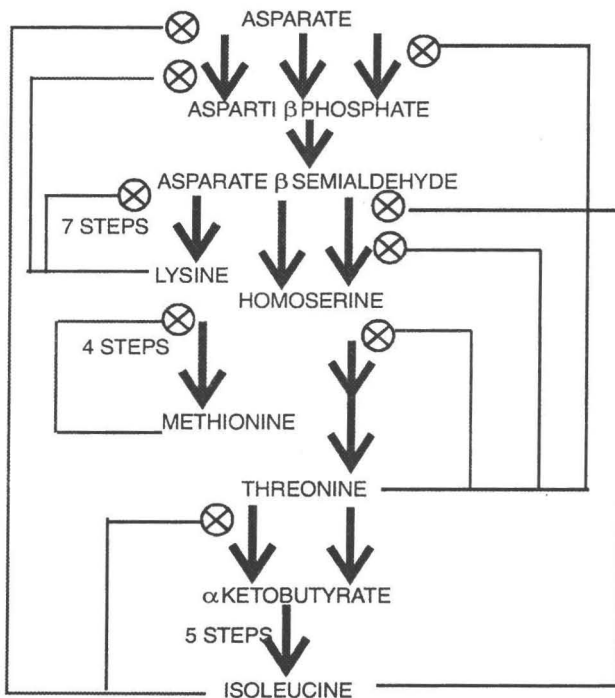 ASPARATE
ASPARTI β PHOSPHATE
ASPARATE β SEMIALDEHYDE
7 STEPS
LYSINE
HOMOSERINE
4 STEPS
METHIONINE
THREONINE
α KETOBUTYRATE
5 STEPS
ISOLEUCINE